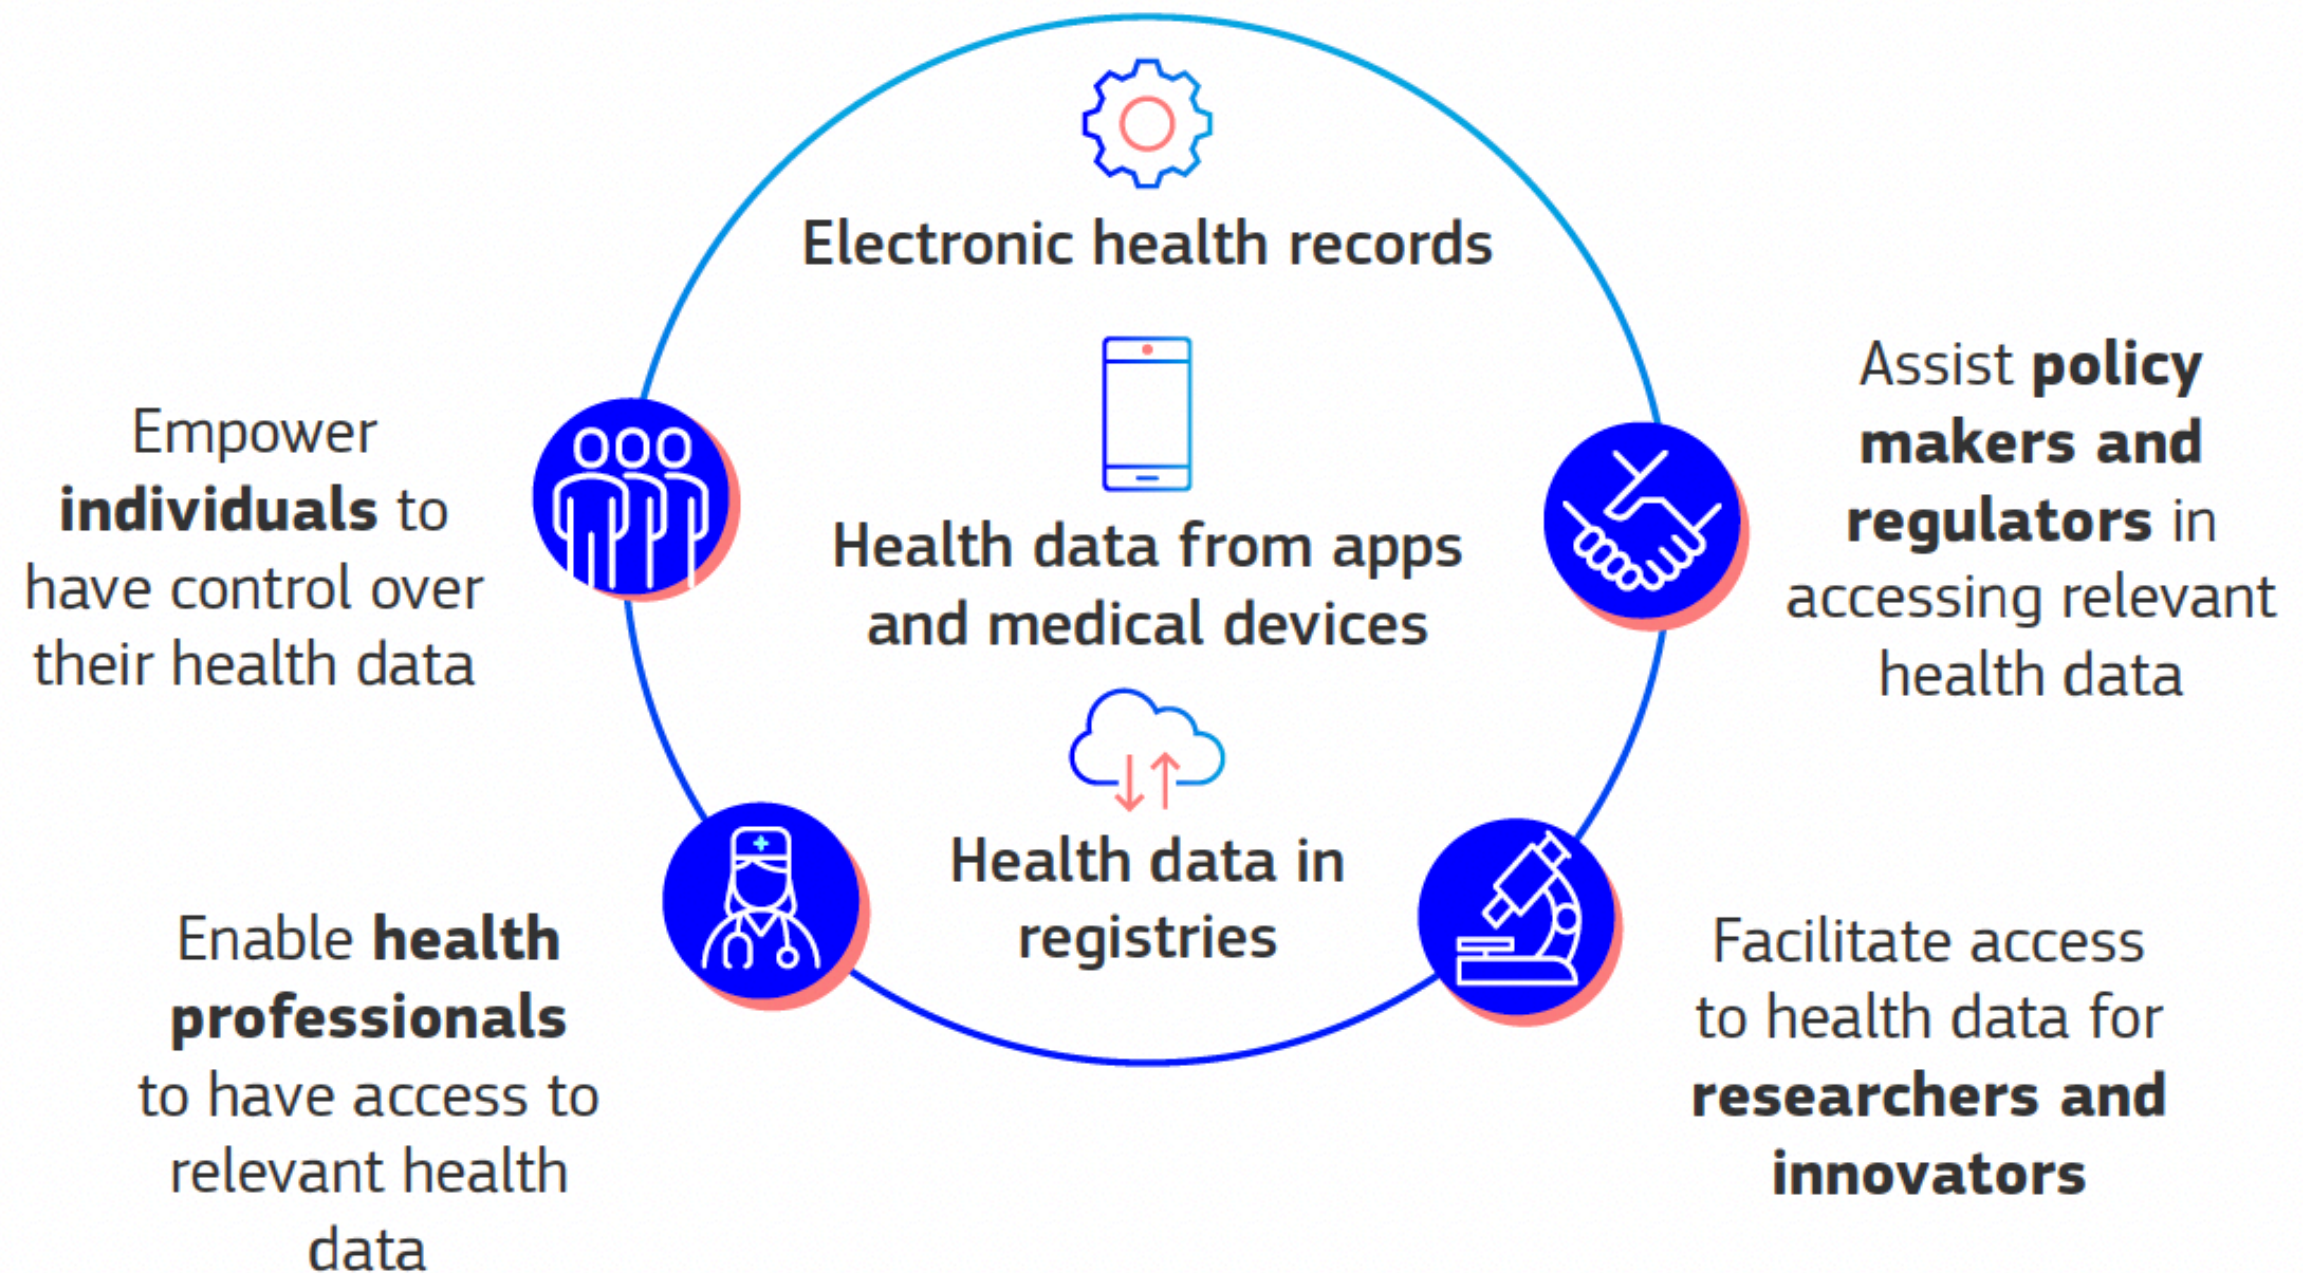 Electronic health records
Health data from apps
and medical devices
Health data in
registries
Empower
individuals to
have control over
their health data
Enable health
professionals
to have access to
relevant health
data
Assist policy
makers and
regulators in
accessing relevant
health data
Facilitate access
to health data for
researchers and
innovators